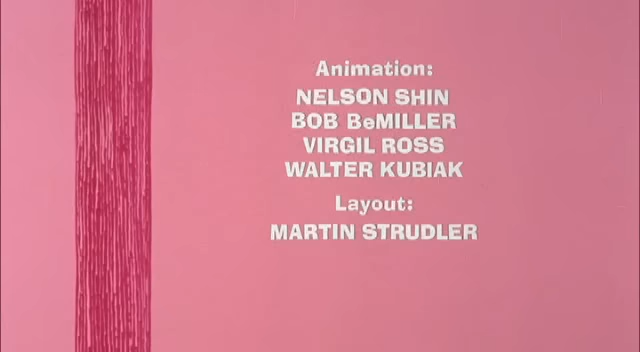 Animation:
NELSON SHIN
BOB BeMILLER
VIRGIL ROSS
WALTER KUBIAK
Layout:
MARTIN STRUDLER